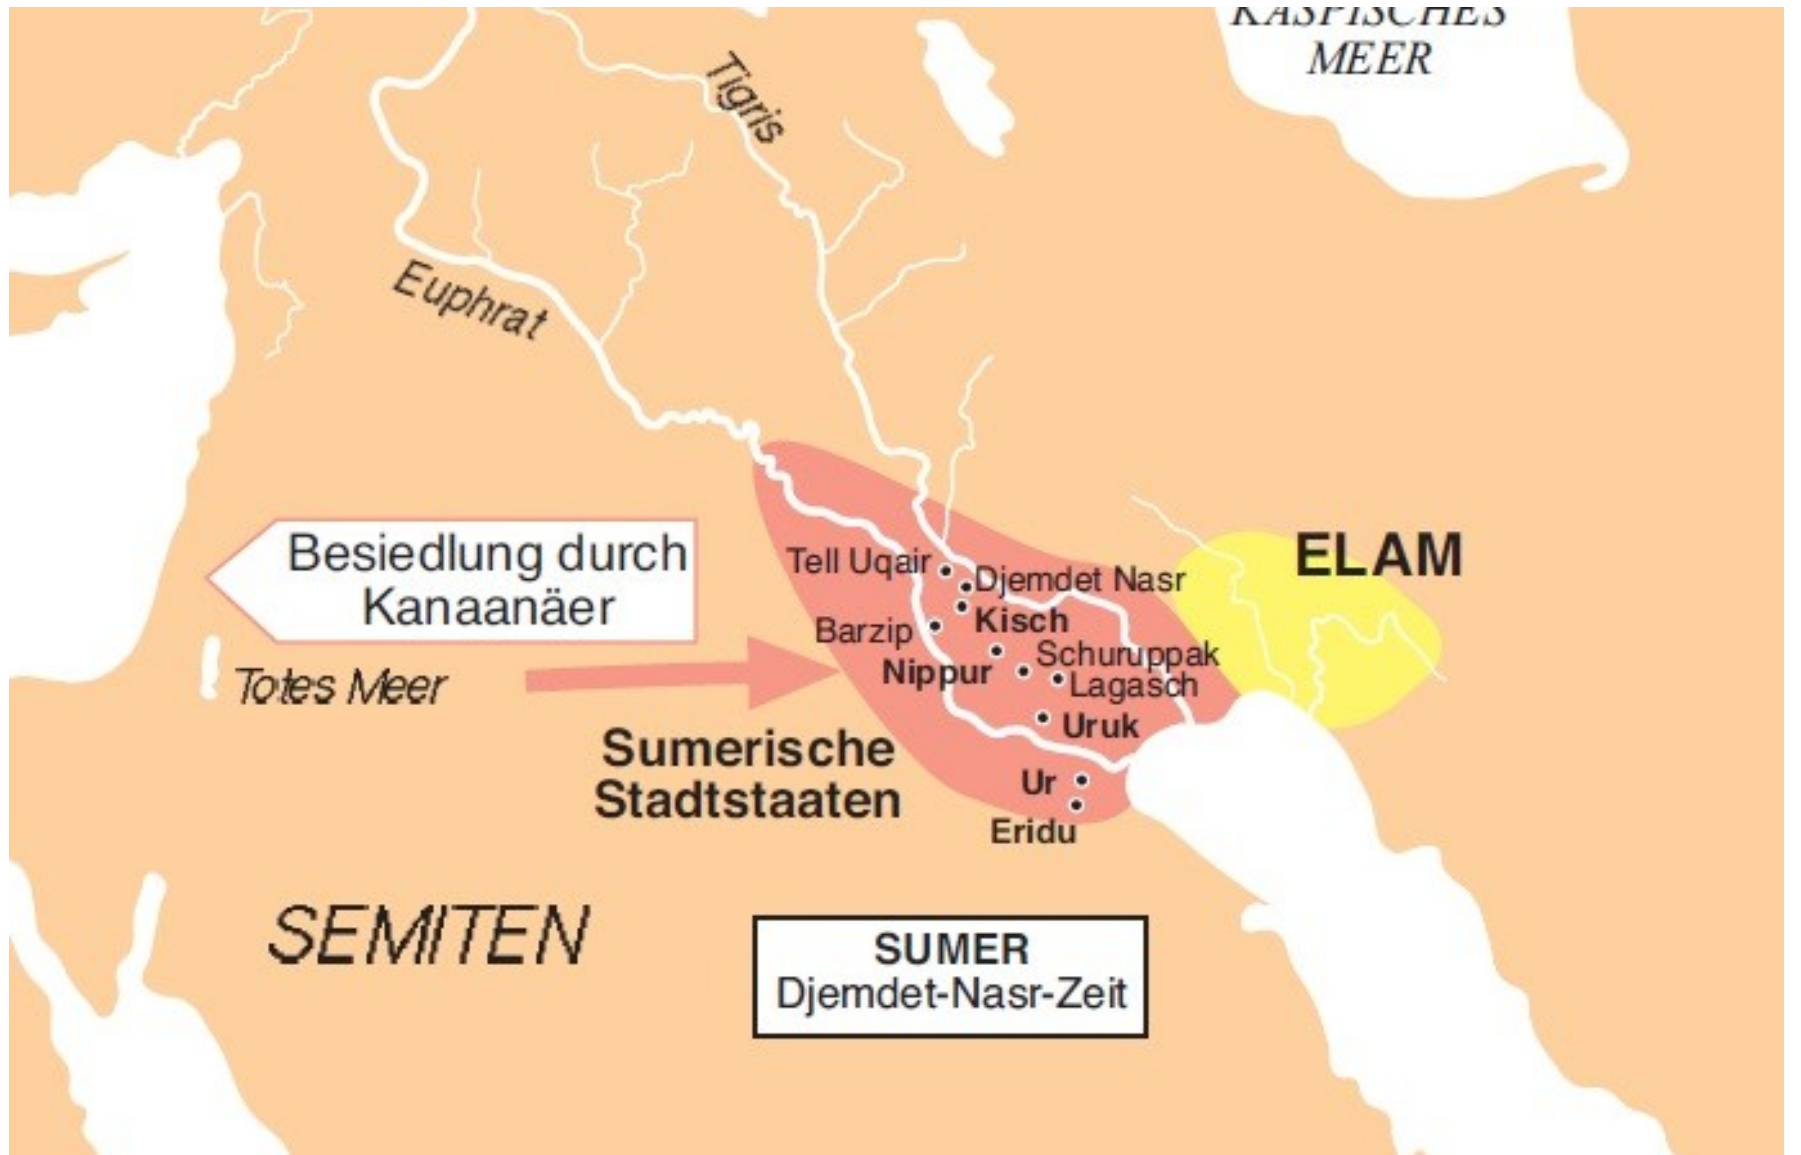 KASPISCHES
MEER
Tigris
Euphrat
ELAM
Besiedlung durch
Kanaanäer
Tell Uqair
Djemdet Nasr
Kisch
Barzip
Schuruppak
Nippur
Lagasch
Totes Meer
Uruk
Sumerische
Stadtstaaten
Ur
Eridu
SEMITEN
SUMER
Djemdet-Nasr-Zeit